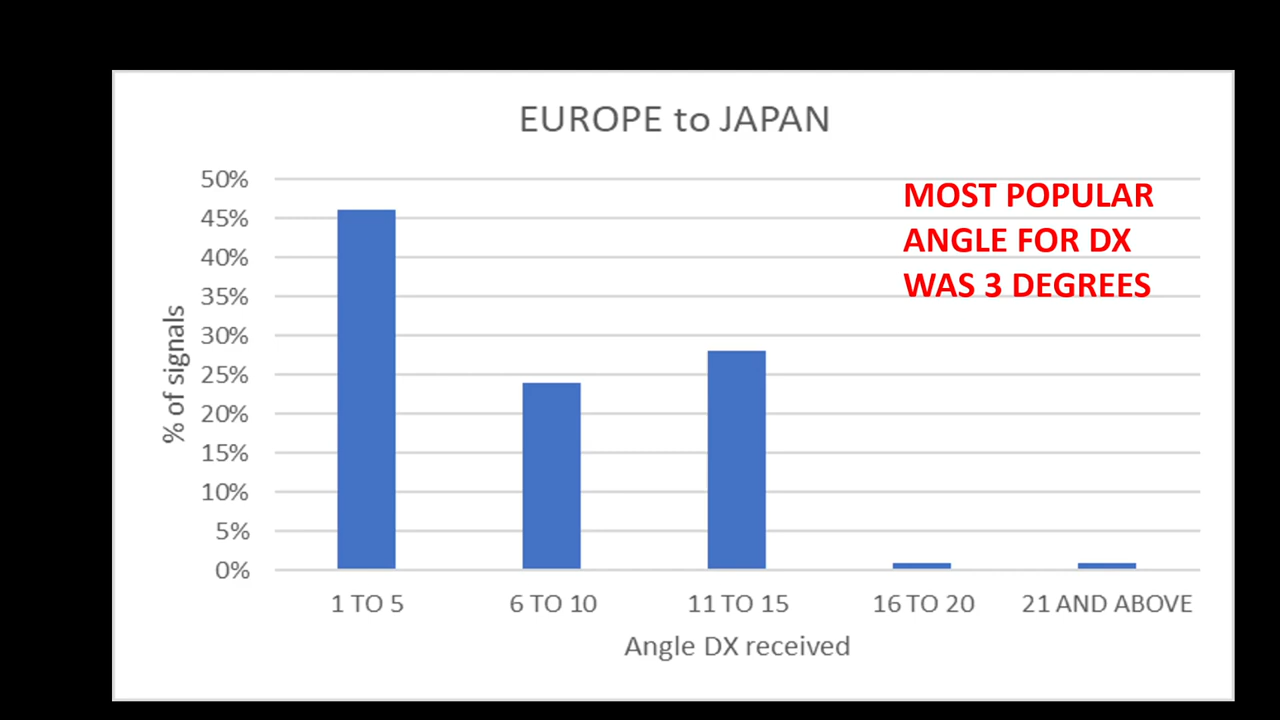 EUROPE to JAPAN
MOST POPULAR
ANGLE FOR DX
WAS 3 DEGREES
% of signals
50%
45%
40%
35%
30%
25%
20%
15%
10%
5%
0%
1 TO 5
6 TO 10
11 TO 15
16 TO 20
21 AND ABOVE
Angle DX received